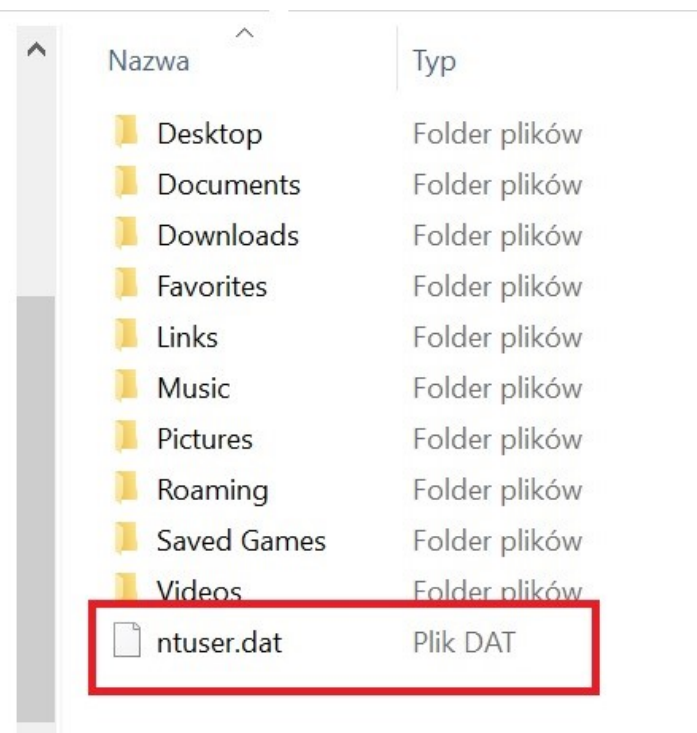 Nazwa Typ
Desktop Folder plików
Documents Folder plików
Downloads Folder plików
Favorites Folder plików
Links Folder plików
Music Folder plików
Pictures Folder plików
Roaming Folder plików
Saved Games Folder plików
Videos Folder plików
ntuser.dat Plik DAT